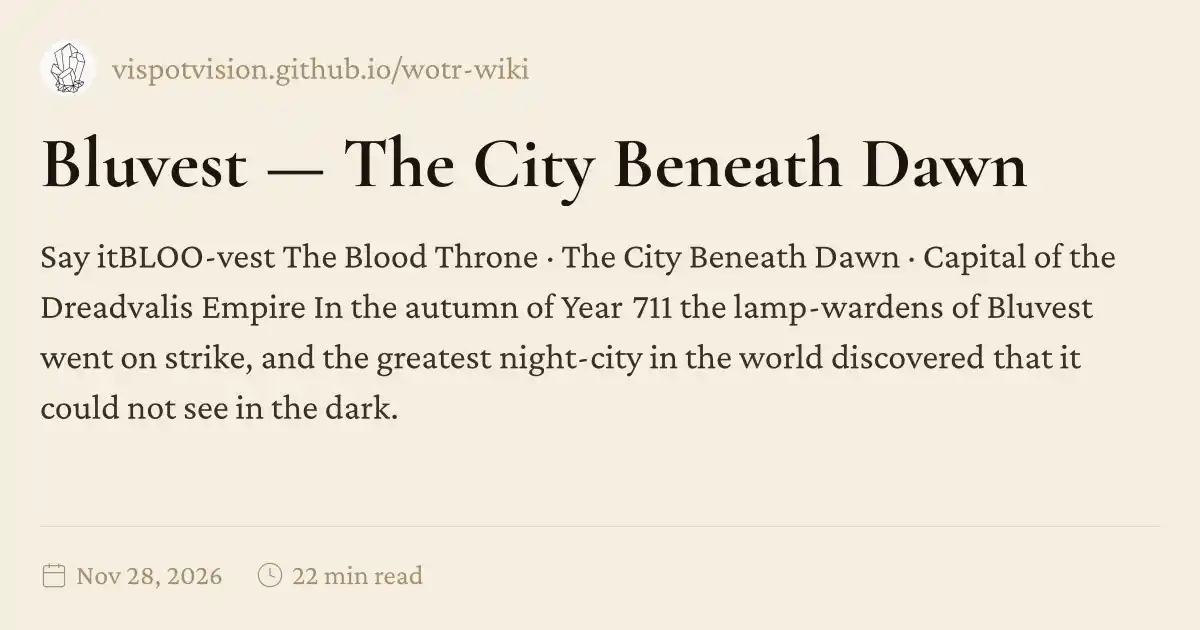 vispotvision.github.io/wotr-wiki
Bluvest — The City Beneath Dawn
Say itBLOO-vest The Blood Throne · The City Beneath Dawn · Capital of the
Dreadvalis Empire In the autumn of Year 711 the lamp-wardens of Bluvest
went on strike, and the greatest night-city in the world discovered that it
could not see in the dark.
Nov 28, 2026
22 min read